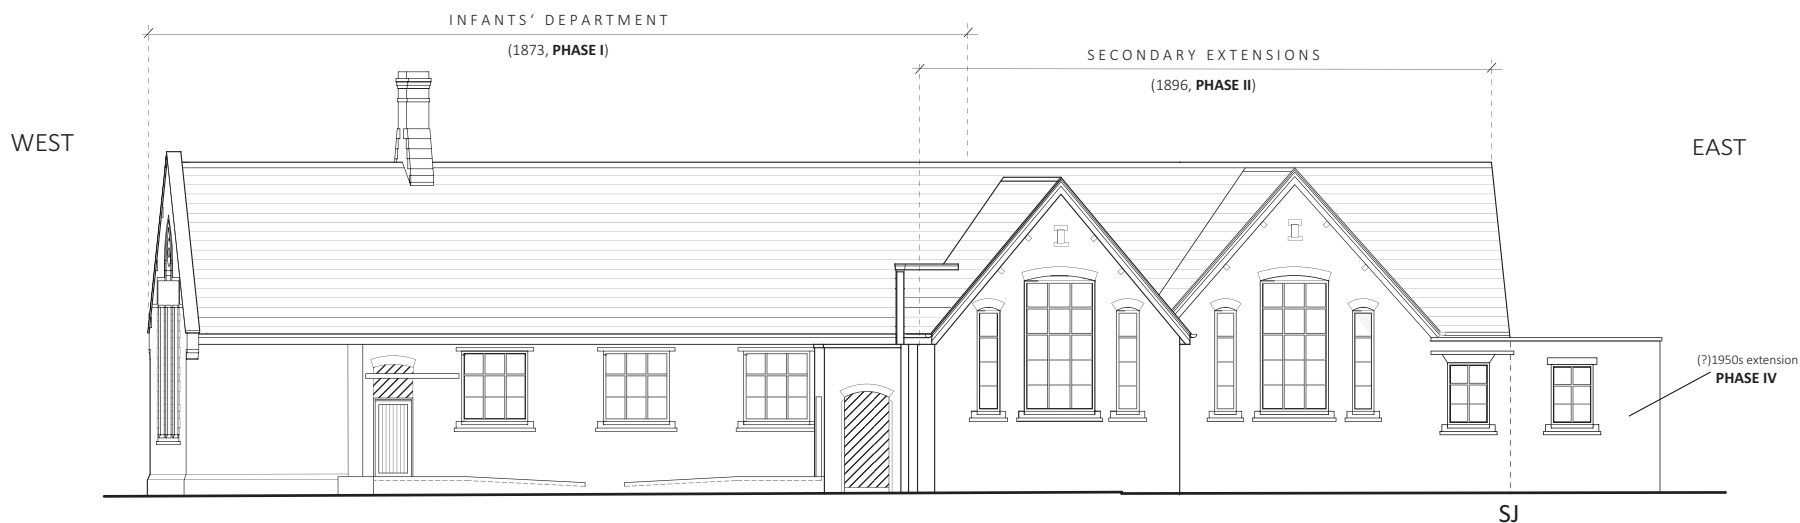 INFANTS‘ DEPARTMENT
(1873, PHASE I)
SECONDARY EXTENSIONS
(1896, PHASE II)
WEST
EAST
(?)1950s extension
PHASE IV
SJ